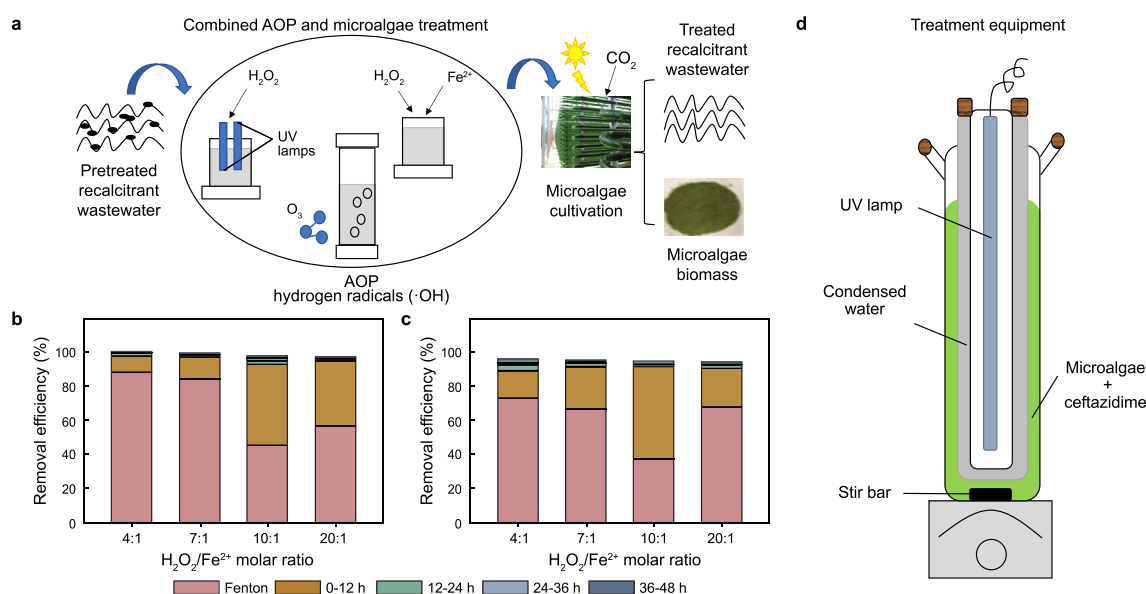 a
Combined AOP and microalgae treatment
H₂O₂
UV
lamps
H₂O₂
Fe²⁺
O₃
Pretreated
recalcitrant
wastewater
AOP
hydrogen radicals (·OH)
CO₂
Microalgae
cultivation
Treated
recalcitrant
wastewater
Microalgae
biomass
b
Removal efficiency (%)
100
80
60
40
20
0
4:1 7:1 10:1 20:1
H₂O₂/Fe²⁺ molar ratio
c
Removal efficiency (%)
100
80
60
40
20
0
4:1 7:1 10:1 20:1
H₂O₂/Fe²⁺ molar ratio
Fenton 0-12 h 12-24 h 24-36 h 36-48 h
d
Treatment equipment
UV lamp
Condensed
water
Microalgae
+
ceftazidime
Stir bar